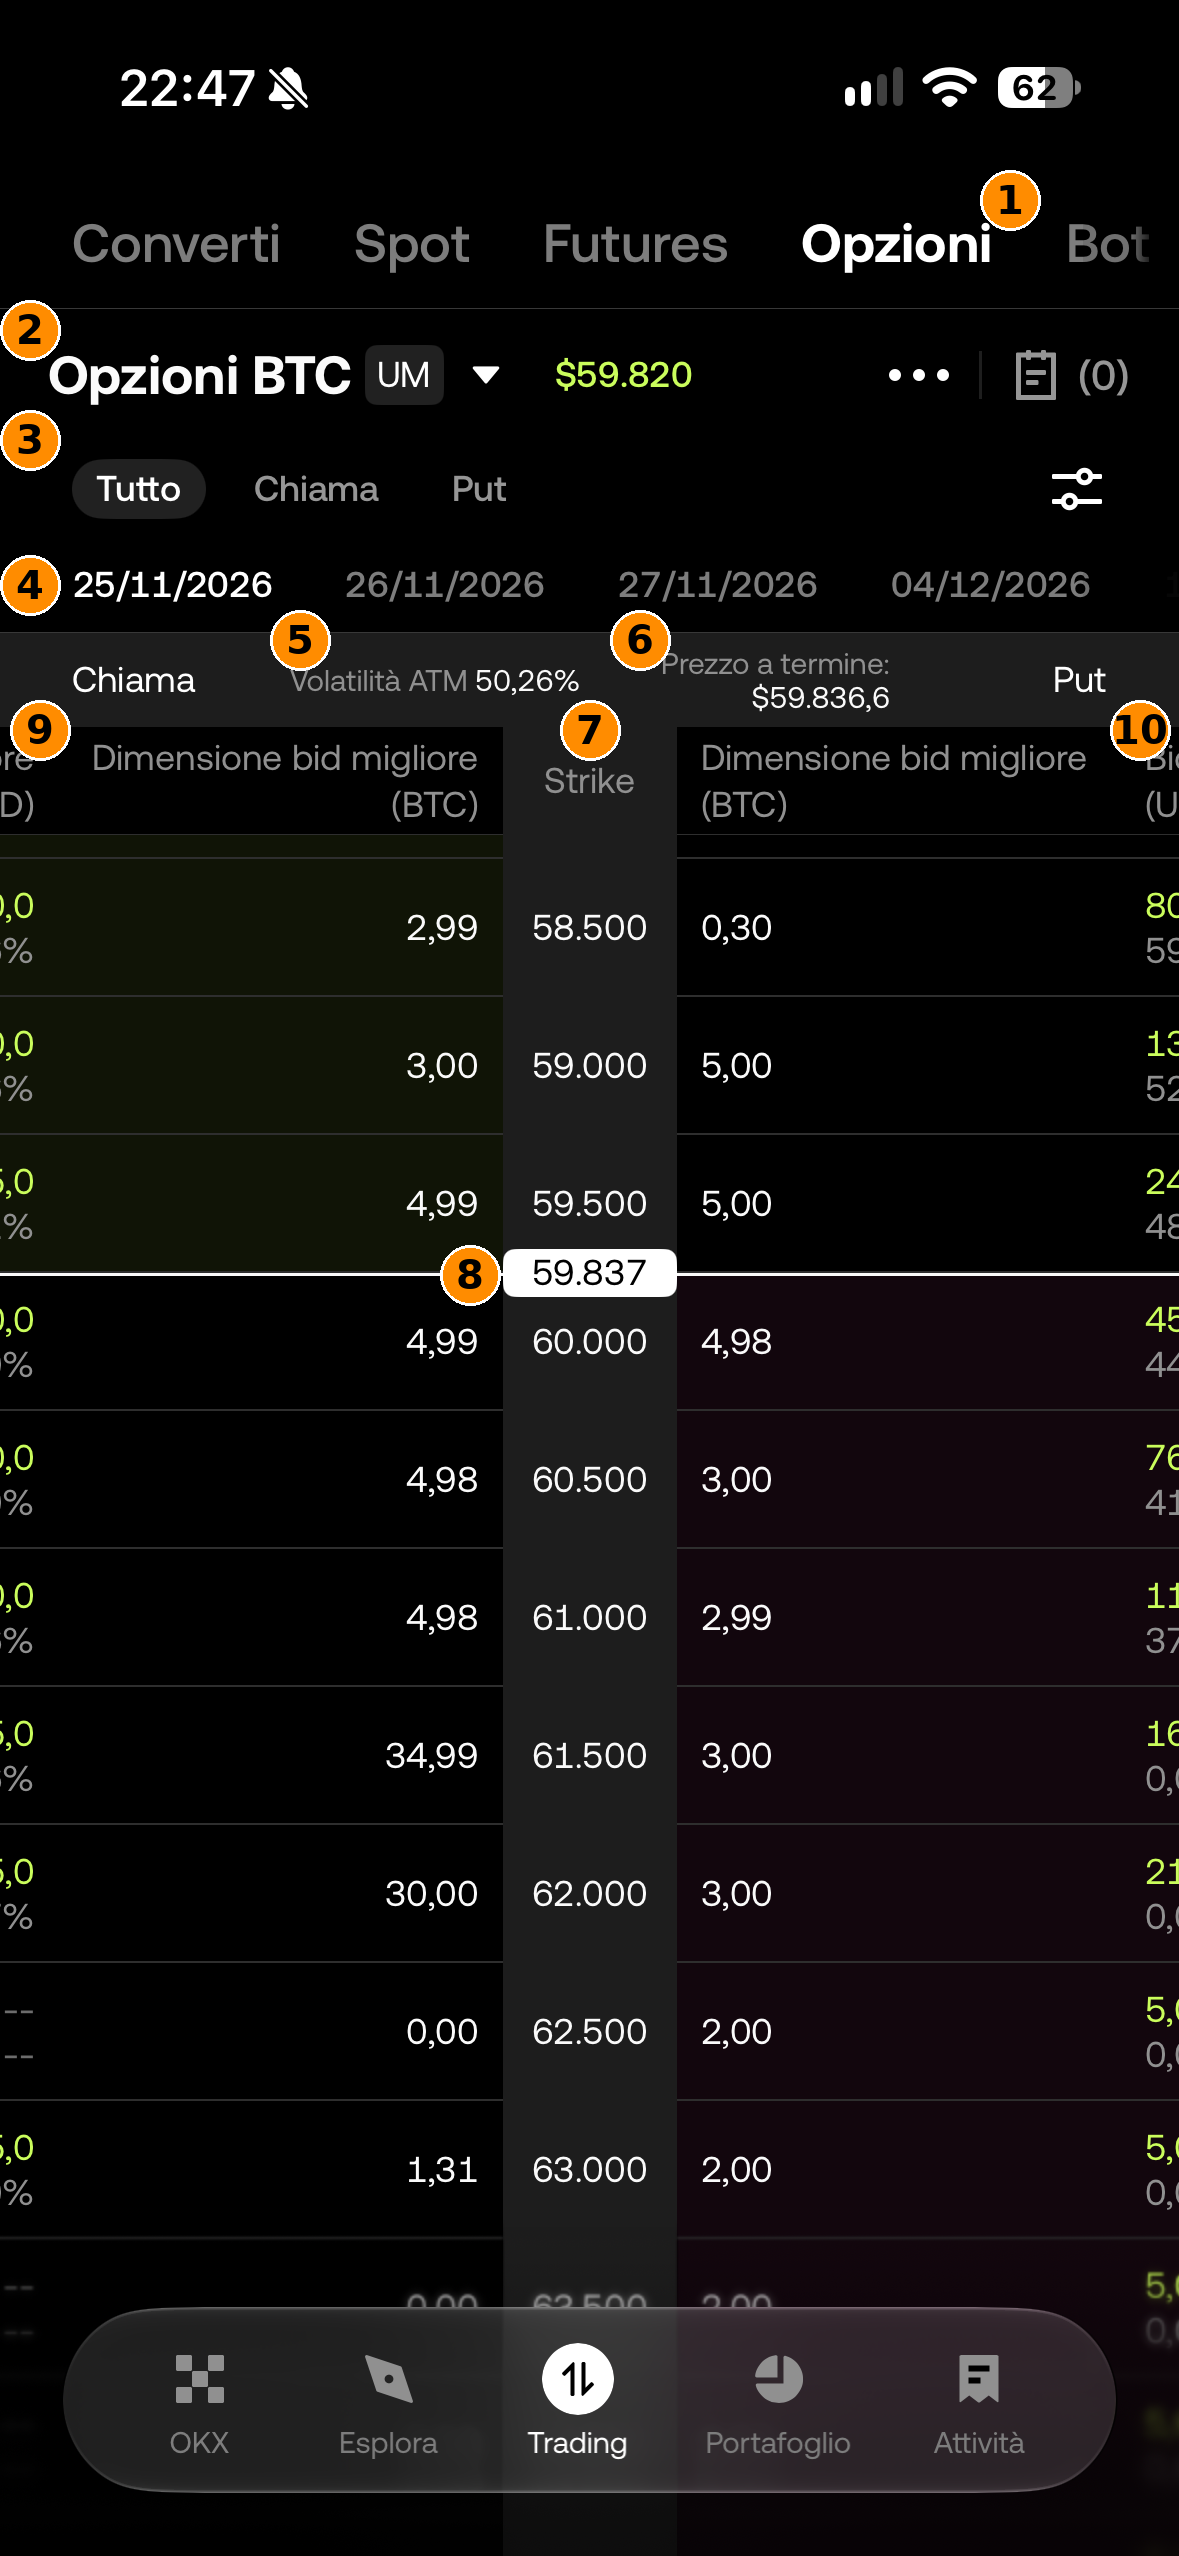 22:47
62
1
Converti Spot Futures Opzioni Bot
2
Opzioni BTC UM $59.820 (0)
3
Tutto Chiama Put
4 25/11/2026 26/11/2026 27/11/2026 04/12/2026
5 6
Chiama Volatilità ATM 50,26% Prezzo a termine: $59.836,6 Put
9 7 10
Dimensione bid migliore (BTC) Strike Dimensione bid migliore (BTC)
2,99 58.500 0,30
3,00 59.000 5,00
4,99 59.500 5,00
8 59.837
4,99 60.000 4,98
4,98 60.500 3,00
4,98 61.000 2,99
34,99 61.500 3,00
30,00 62.000 3,00
-- 0,00 62.500 2,00
--
1,31 63.000 2,00
-- 0,00 63.500 2,00
--
OKX Esplora Trading Portafoglio Attività